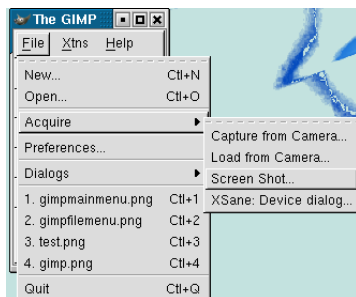 The GIMP
File Xtns Help
New... Ctl+N
Open... Ctl+O
Acquire
Capture from Camera...
Load from Camera...
Screen Shot...
XSane: Device dialog...
Preferences...
Dialogs
1. gimpmainmenu.png Ctl+1
2. gimpfilemenu.png Ctl+2
3. test.png Ctl+3
4. gimp.png Ctl+4
Quit Ctl+Q